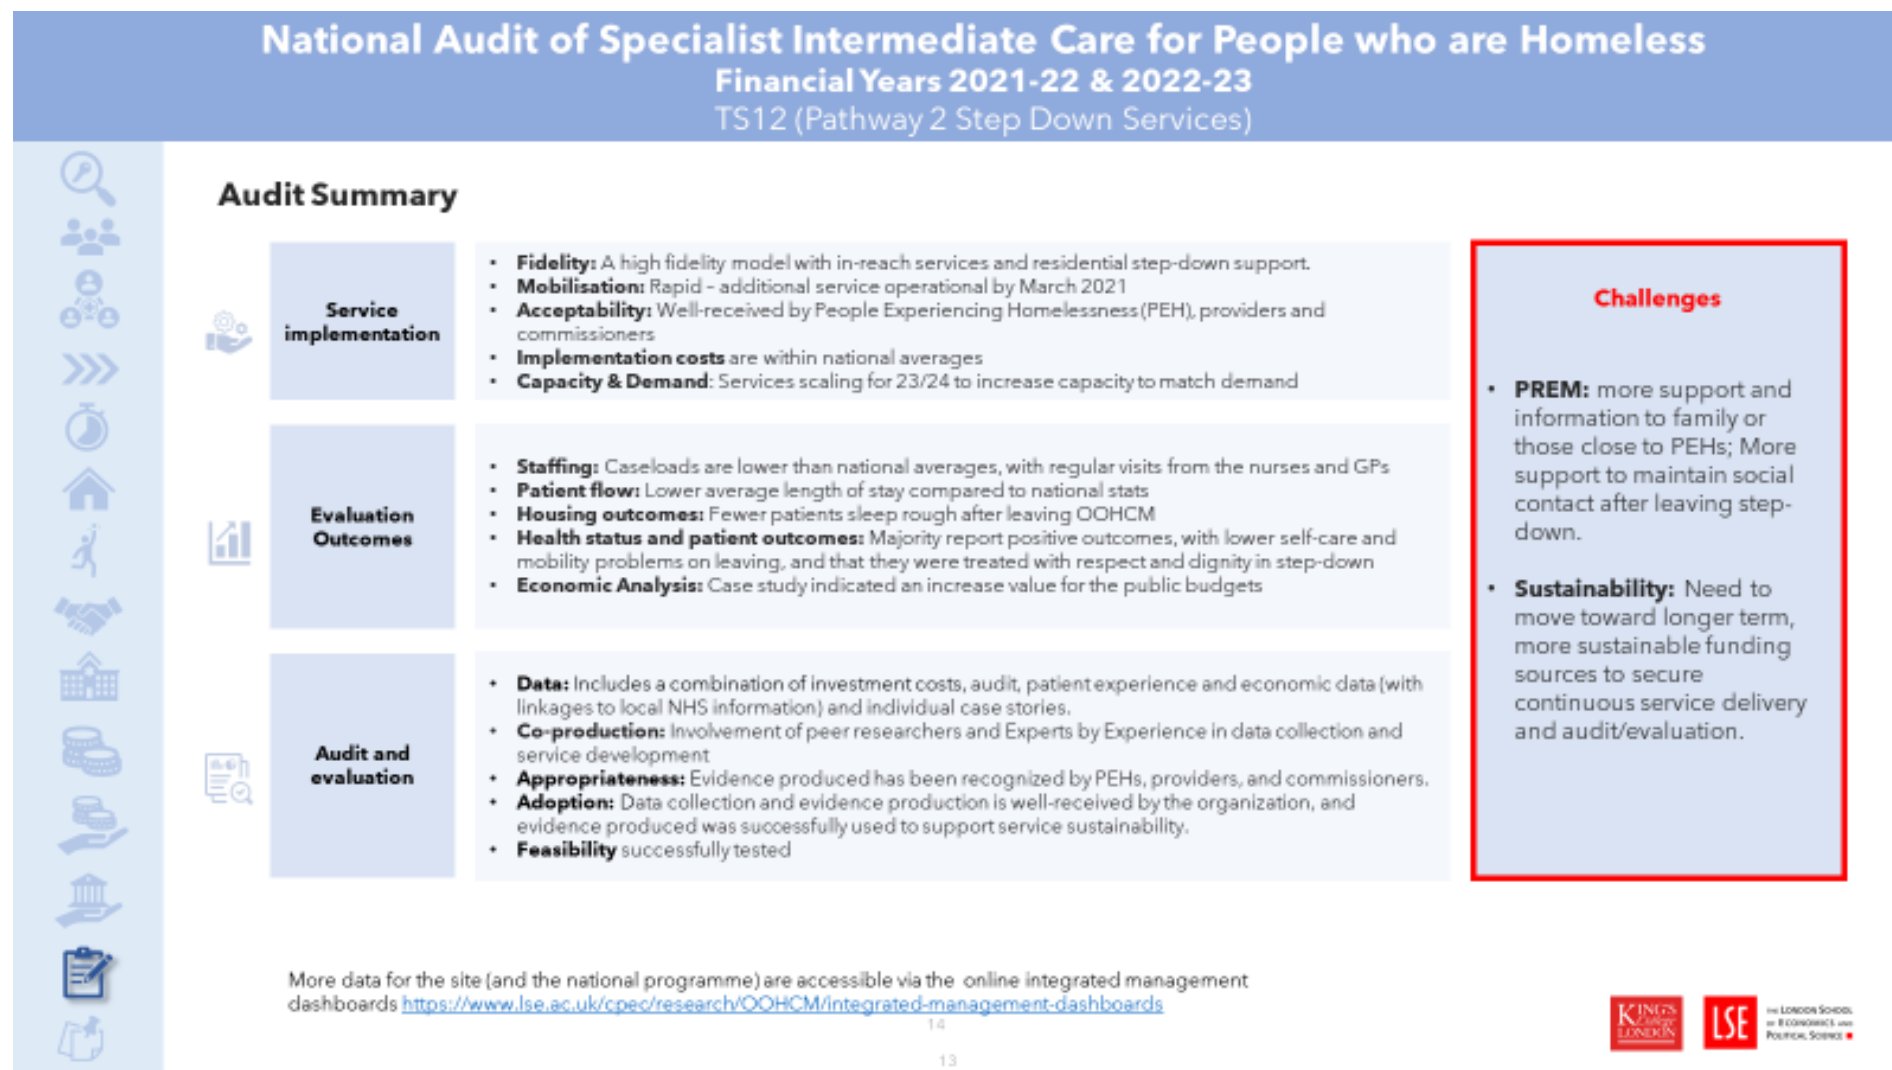 National Audit of Specialist Intermediate Care for People who are Homeless
Financial Years 2021-22 & 2022-23
TS12 (Pathway 2 Step Down Services)
Audit Summary
Service
implementation
• Fidelity: A high fidelity model with in-reach services and residential step-down support.
• Mobilisation: Rapid – additional service operational by March 2021
• Acceptability: Well-received by People Experiencing Homelessness (PEH), providers and
commissioners
• Implementation costs are within national averages
• Capacity & Demand: Services scaling for 23/24 to increase capacity to match demand
Evaluation
Outcomes
• Staffing: Caseloads are lower than national averages, with regular visits from the nurses and GPs
• Patient flow: Lower average length of stay compared to national stats
• Housing outcomes: Fewer patients sleep rough after leaving OOHCM
• Health status and patient outcomes: Majority report positive outcomes, with lower self-care and
mobility problems on leaving, and that they were treated with respect and dignity in step-down
• Economic Analysis: Case study indicated an increase value for the public budgets
Audit and
evaluation
• Data: Includes a combination of investment costs, audit, patient experience and economic data (with
linkages to local NHS information) and individual case stories.
• Co-production: Involvement of peer researchers and Experts by Experience in data collection and
service development
• Appropriateness: Evidence produced has been recognized by PEHs, providers, and commissioners.
• Adoption: Data collection and evidence production is well-received by the organization, and
evidence produced was successfully used to support service sustainability.
• Feasibility successfully tested
Challenges
• PREM: more support and
information to family or
those close to PEHs; More
support to maintain social
contact after leaving step-
down.
• Sustainability: Need to
move toward longer term,
more sustainable funding
sources to secure
continuous service delivery
and audit/evaluation.
More data for the site (and the national programme) are accessible via the online integrated management
dashboards https://www.lse.ac.uk/cpec/research/OOHCM/integrated-management-dashboards
14
13
KING'S
College
LONDON
LSE
THE LONDON SCHOOL
OF ECONOMICS AND
POLITICAL SCIENCE